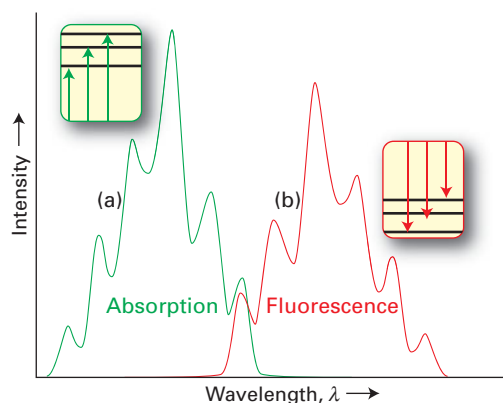 Intensity →
(a)
(b)
Absorption
Fluorescence
Wavelength, λ →